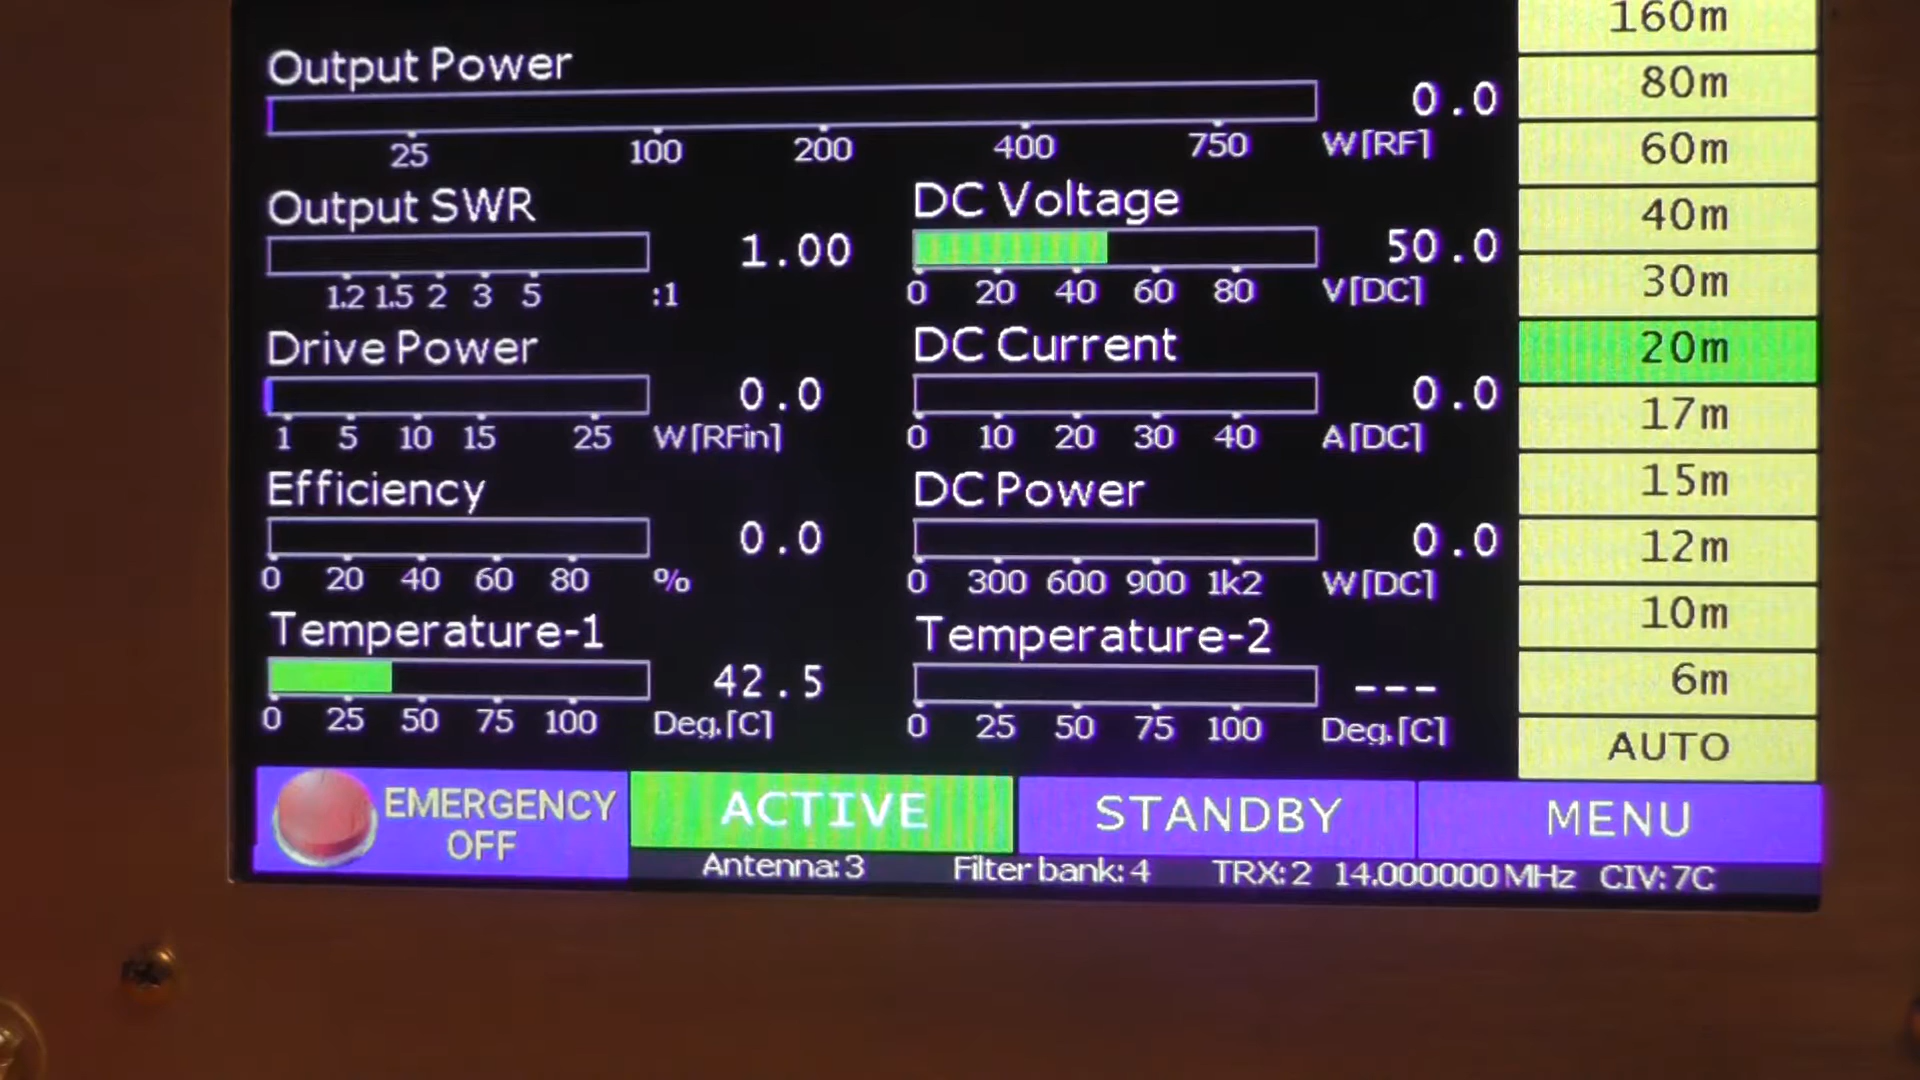 Output Power
0.0
25 100 200 400 750 W[RF]
Output SWR
1.00
1.2 1.5 2 3 5 :1
DC Voltage
50.0
0 20 40 60 80 V[DC]
Drive Power
0.0
1 5 10 15 25 W[RFin]
DC Current
0.0
0 10 20 30 40 A[DC]
Efficiency
0.0
0 20 40 60 80 %
DC Power
0.0
0 300 600 900 1k2 W[DC]
Temperature-1
42.5
0 25 50 75 100 Deg.[C]
Temperature-2
---
0 25 50 75 100 Deg.[C]
160m
80m
60m
40m
30m
20m
17m
15m
12m
10m
6m
AUTO
EMERGENCY
OFF
ACTIVE
STANDBY
MENU
Antenna: 3 Filter bank: 4 TRX: 2 14.000000 MHz CIV: 7C